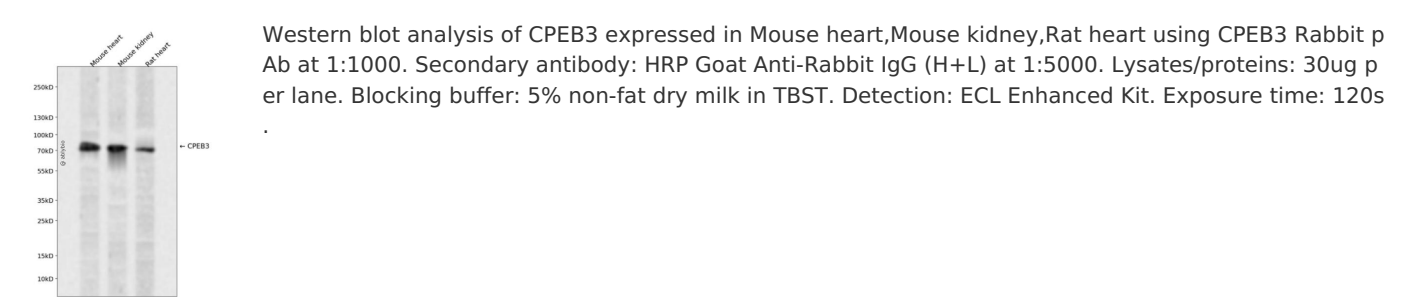 Mouse heart
Mouse kidney
Rat heart
Western blot analysis of CPEB3 expressed in Mouse heart,Mouse kidney,Rat heart using CPEB3 Rabbit p
Ab at 1:1000. Secondary antibody: HRP Goat Anti-Rabbit IgG (H+L) at 1:5000. Lysates/proteins: 30ug p
er lane. Blocking buffer: 5% non-fat dry milk in TBST. Detection: ECL Enhanced Kit. Exposure time: 120s
.
250kD
130kD
100kD
70kD
55kD
35kD
25kD
15kD
10kD
← CPEB3